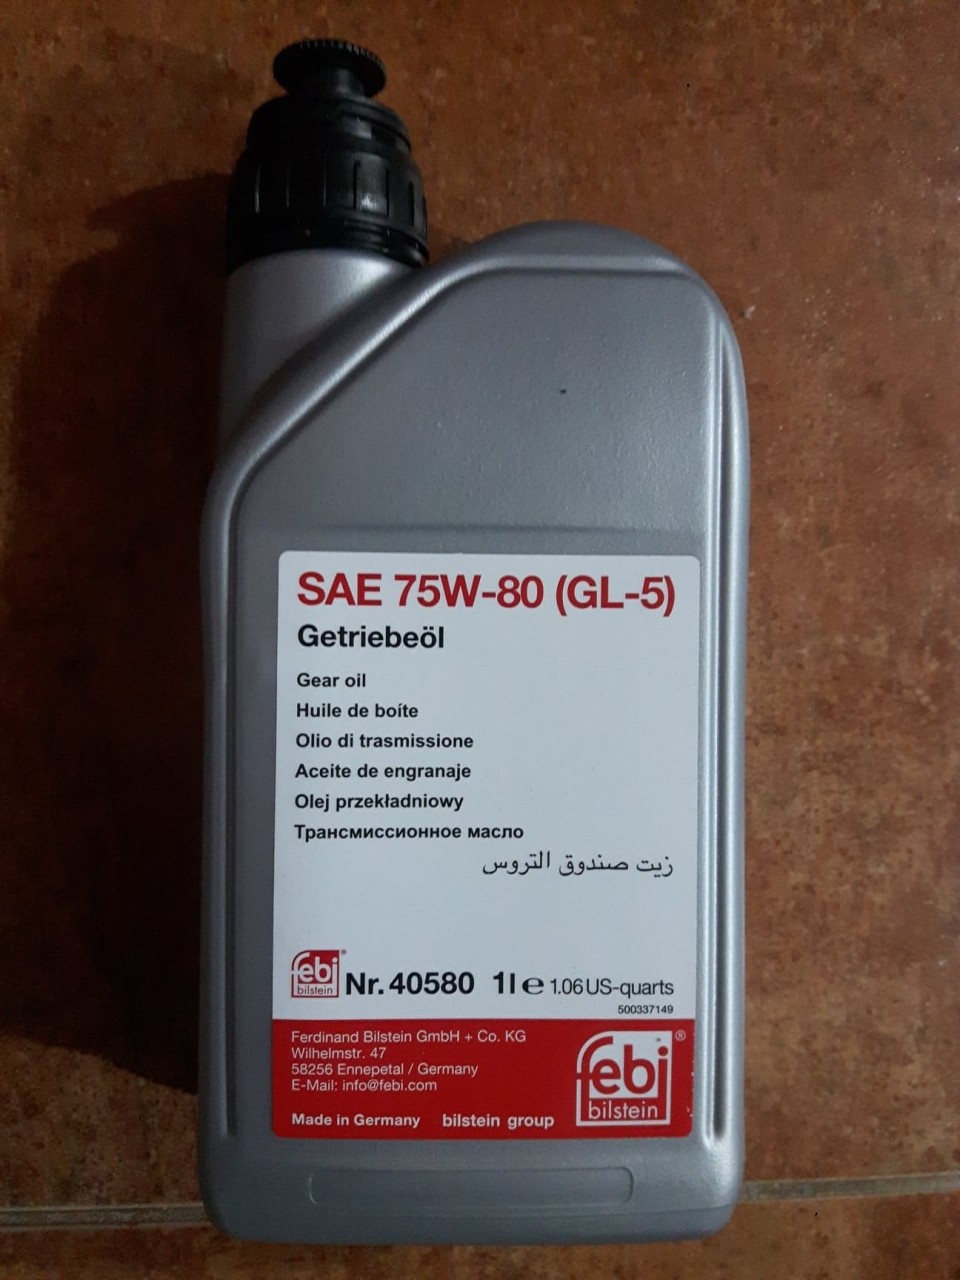 SAE 75W-80 (GL-5)
Getriebeöl
Gear oil
Huile de boîte
Olio di trasmissione
Aceite de engranaje
Olej przekładniowy
Трансмиссионное масло
زيت صندوق التروس
febi bilstein® Nr. 40580 1l ℮ 1.06 US-quarts
500337149
Ferdinand Bilstein GmbH + Co. KG
Wilhelmstr. 47
58256 Ennepetal / Germany
E-Mail: info@febi.com
Made in Germany bilstein group
febi®
bilstein